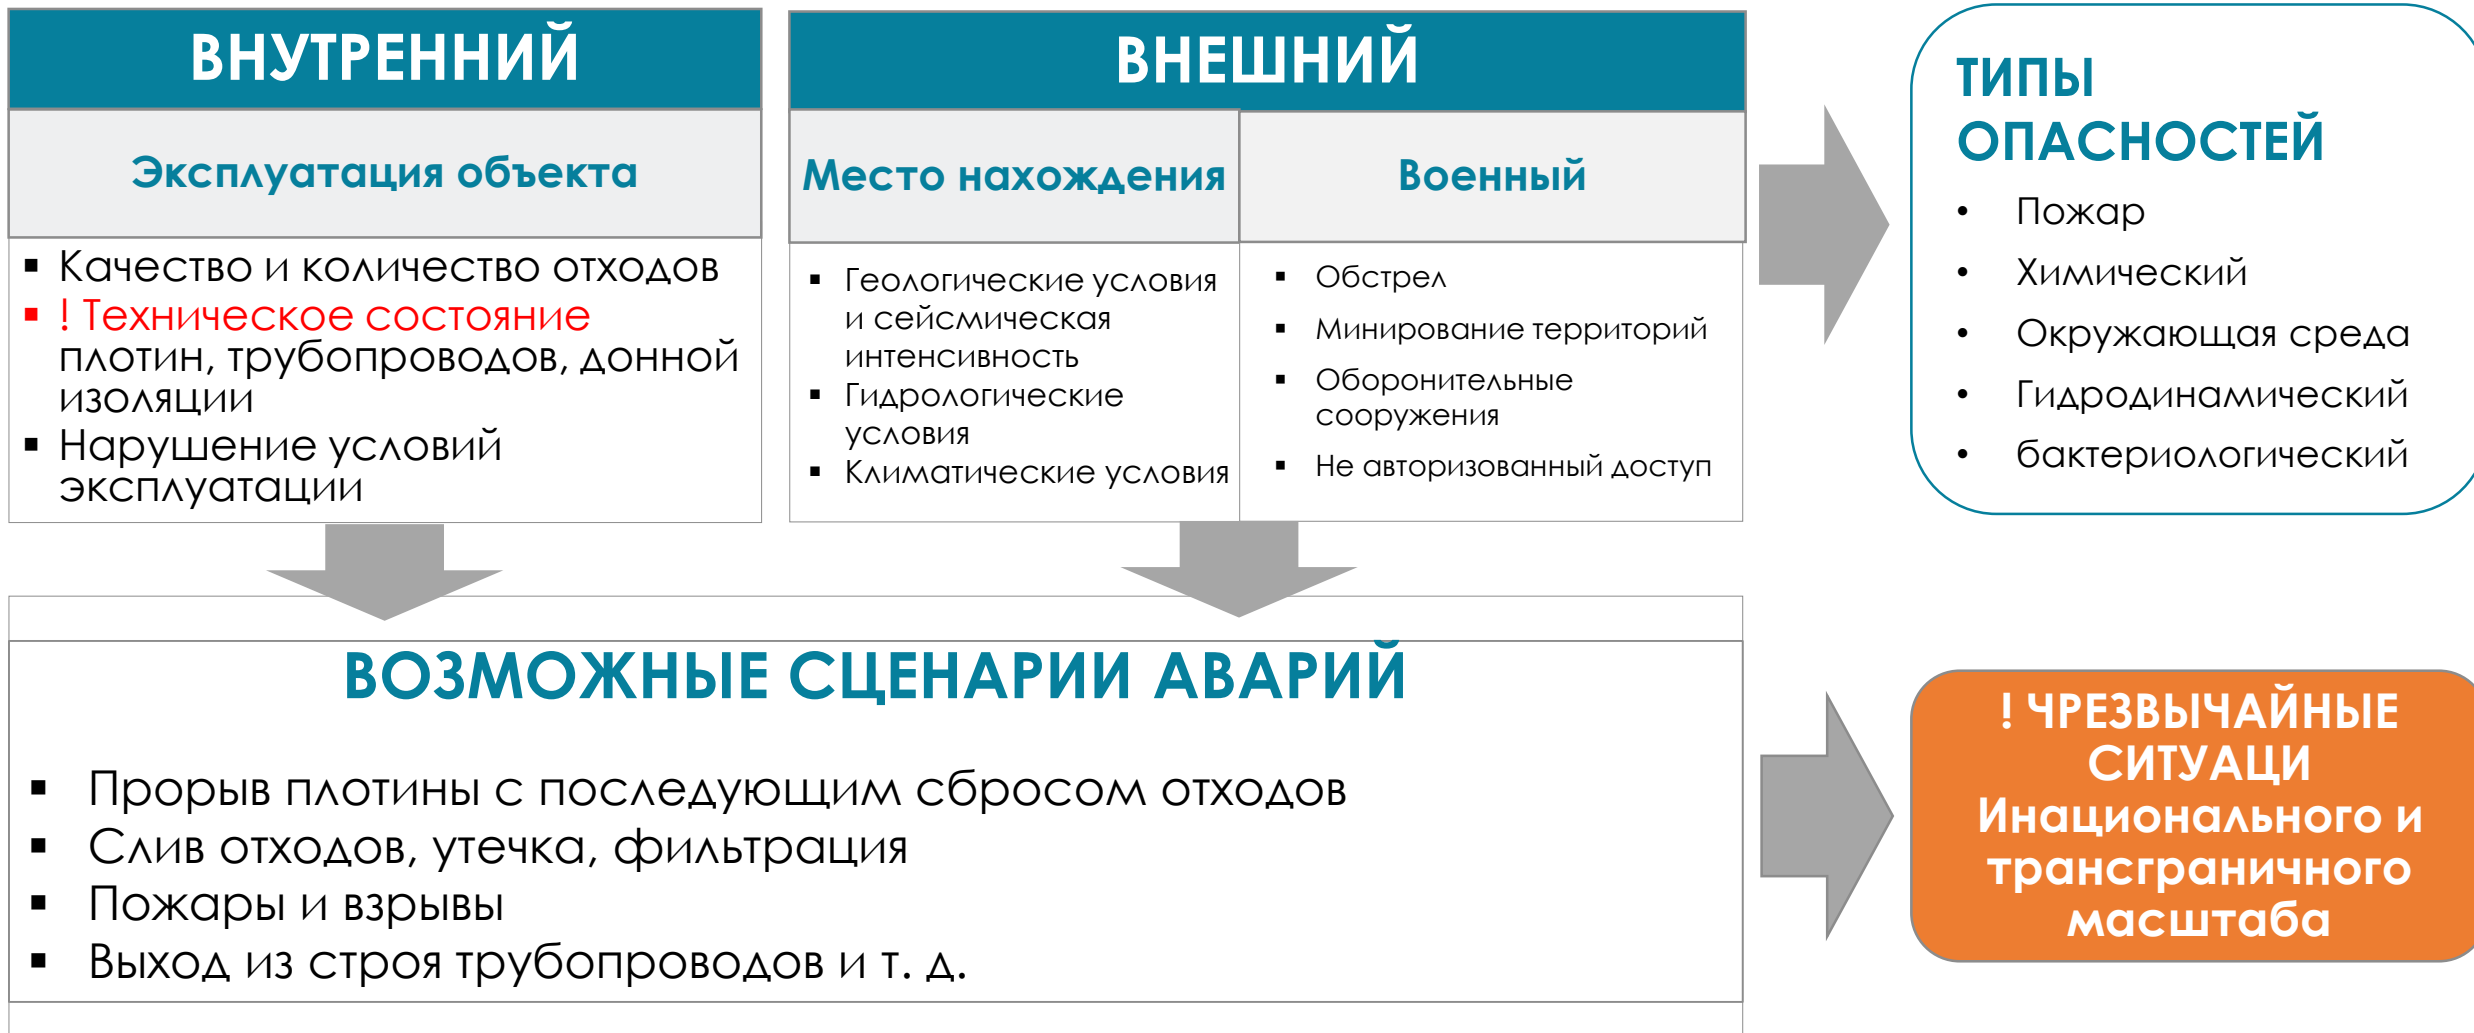 ВНУТРЕННИЙ
Эксплуатация объекта
▪ Качество и количество отходов
▪ ! Техническое состояние
плотин, трубопроводов, донной
изоляции
▪ Нарушение условий
эксплуатации
ВНЕШНИЙ
Место нахождения
▪ Геологические условия
и сейсмическая
интенсивность
▪ Гидрологические
условия
▪ Климатические условия
Военный
▪ Обстрел
▪ Минирование территорий
▪ Оборонительные
сооружения
▪ Не авторизованный доступ
ТИПЫ
ОПАСНОСТЕЙ
• Пожар
• Химический
• Окружающая среда
• Гидродинамический
• бактериологический
ВОЗМОЖНЫЕ СЦЕНАРИИ АВАРИЙ
▪ Прорыв плотины с последующим сбросом отходов
▪ Слив отходов, утечка, фильтрация
▪ Пожары и взрывы
▪ Выход из строя трубопроводов и т. д.
! ЧРЕЗВЫЧАЙНЫЕ
СИТУАЦИ
Инационального и
трансграничного
масштаба